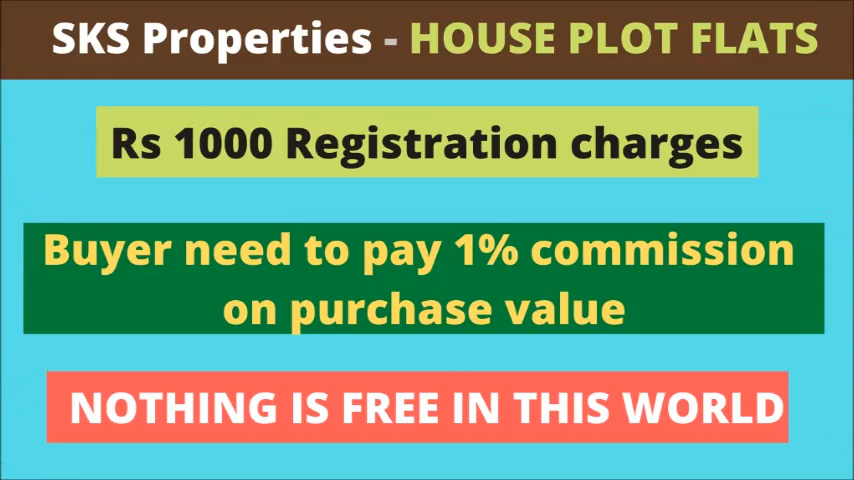 SKS Properties - HOUSE PLOT FLATS
Rs 1000 Registration charges
Buyer need to pay 1% commission
on purchase value
NOTHING IS FREE IN THIS WORLD